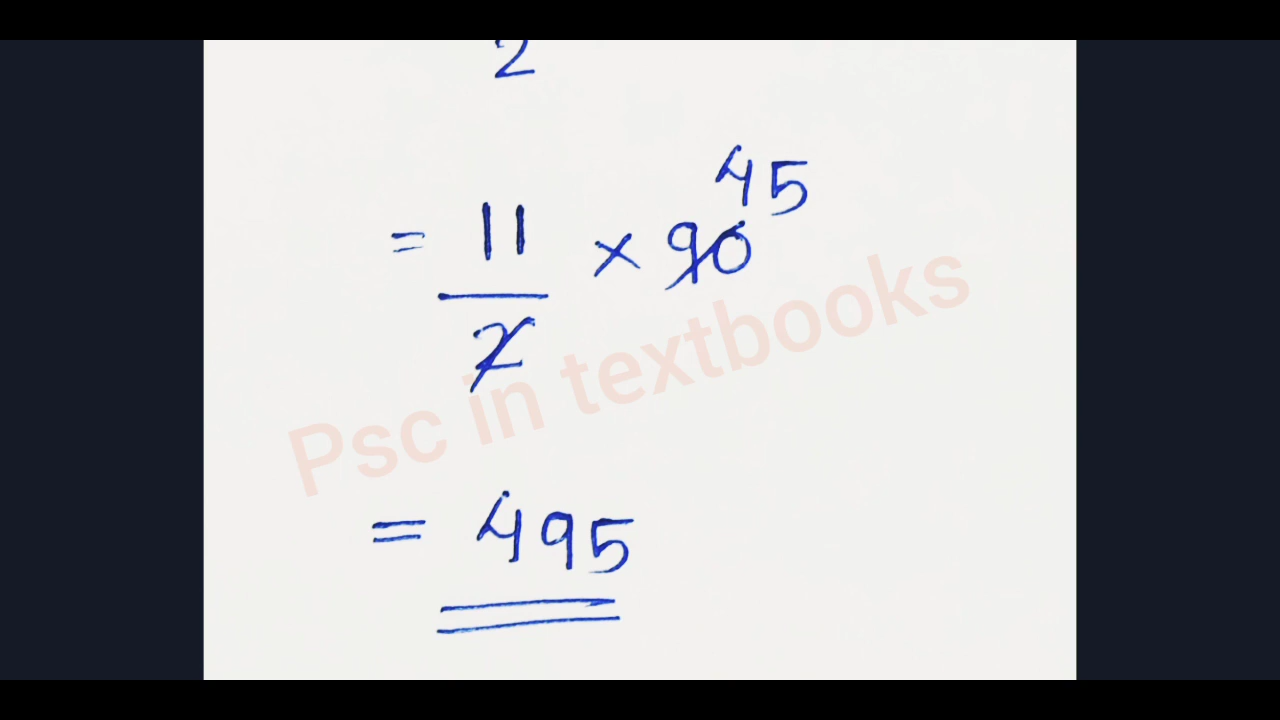 2
45
= 11 × 90
2
Psc in textbooks
= 495